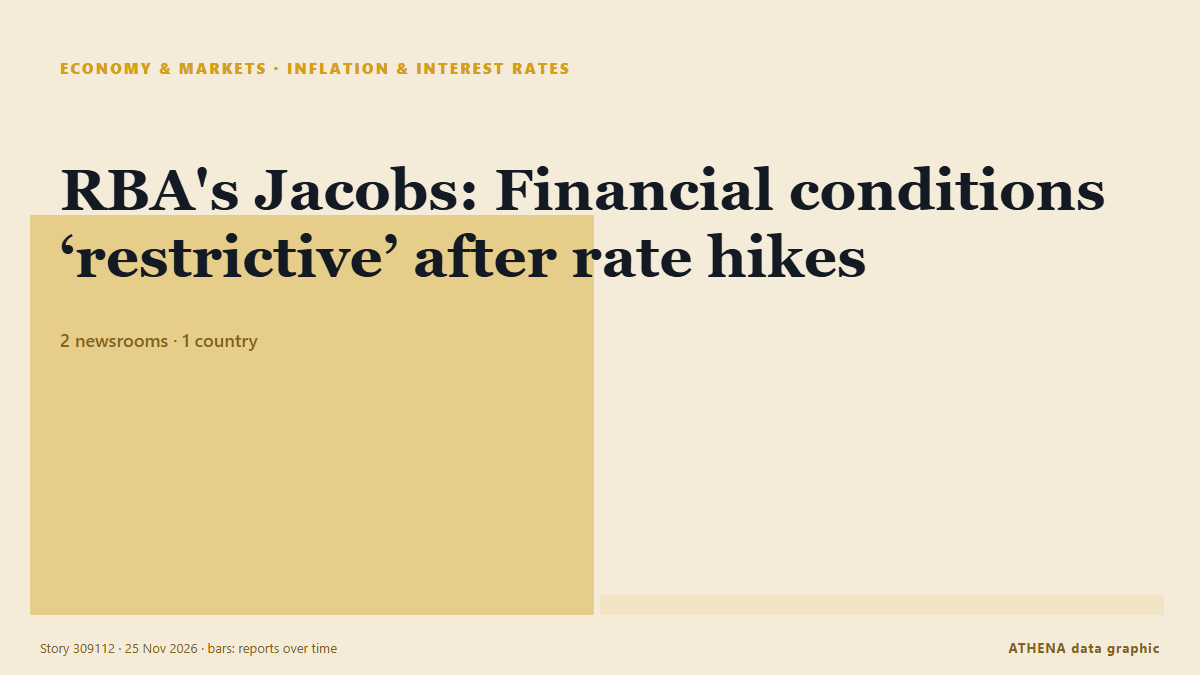 ECONOMY & MARKETS · INFLATION & INTEREST RATES
RBA's Jacobs: Financial conditions
‘restrictive’ after rate hikes
2 newsrooms · 1 country
Story 309112 · 25 Nov 2026 · bars: reports over time
ATHENA data graphic